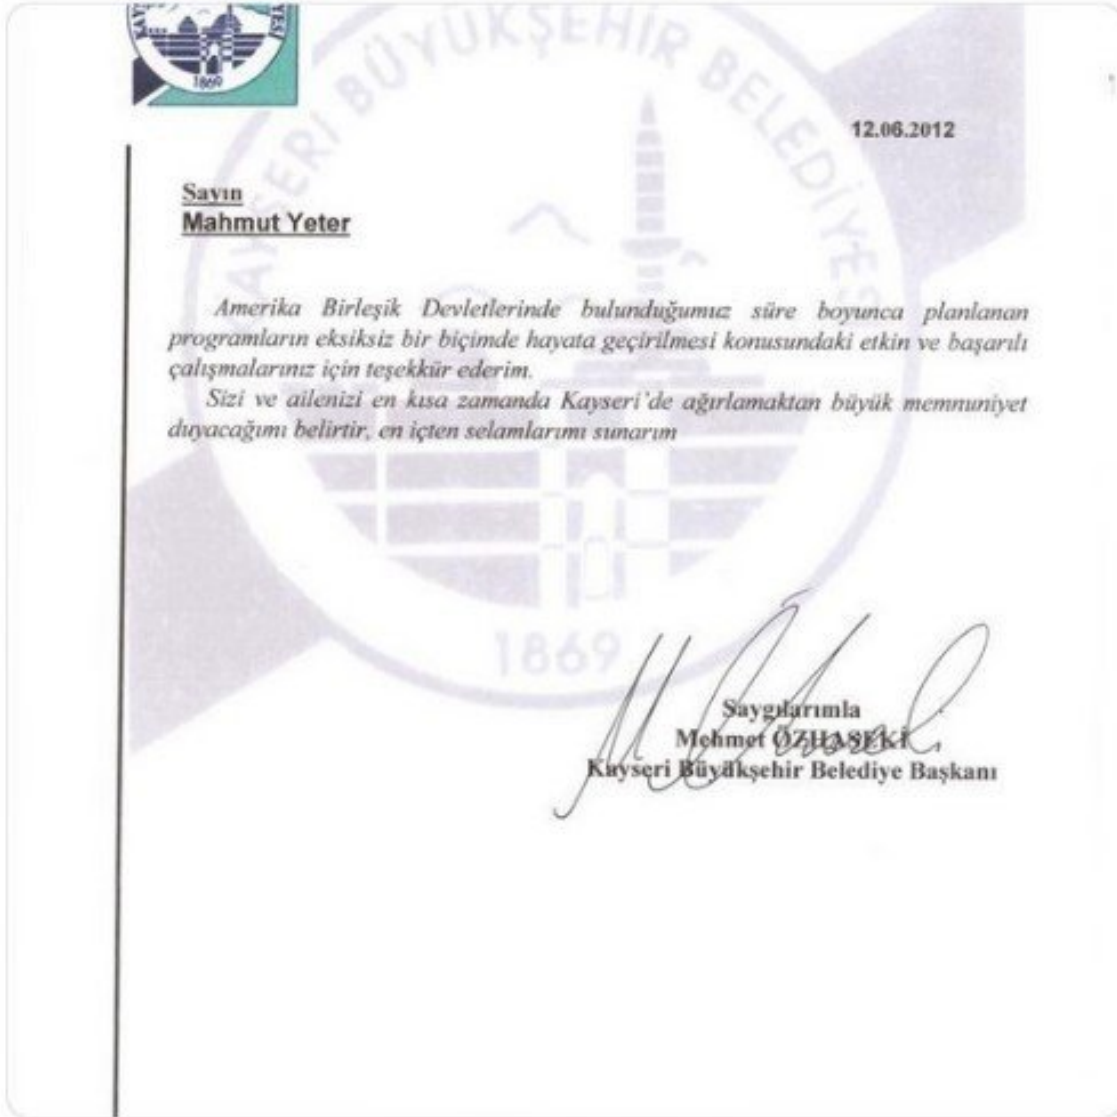 1869
12.06.2012
Sayın
Mahmut Yeter
KAYSERİ BÜYÜKŞEHİR BELEDİYESİ
Amerika Birleşik Devletlerinde bulunduğumuz süre boyunca planlanan
programların eksiksiz bir biçimde hayata geçirilmesi konusundaki etkin ve başarılı
çalışmalarınız için teşekkür ederim.
Sizi ve ailenizi en kısa zamanda Kayseri'de ağırlamaktan büyük memnuniyet
duyacağımı belirtir, en içten selamlarımı sunarım
1869
Saygılarımla
Mehmet ÖZHASEKİ
Kayseri Büyükşehir Belediye Başkanı